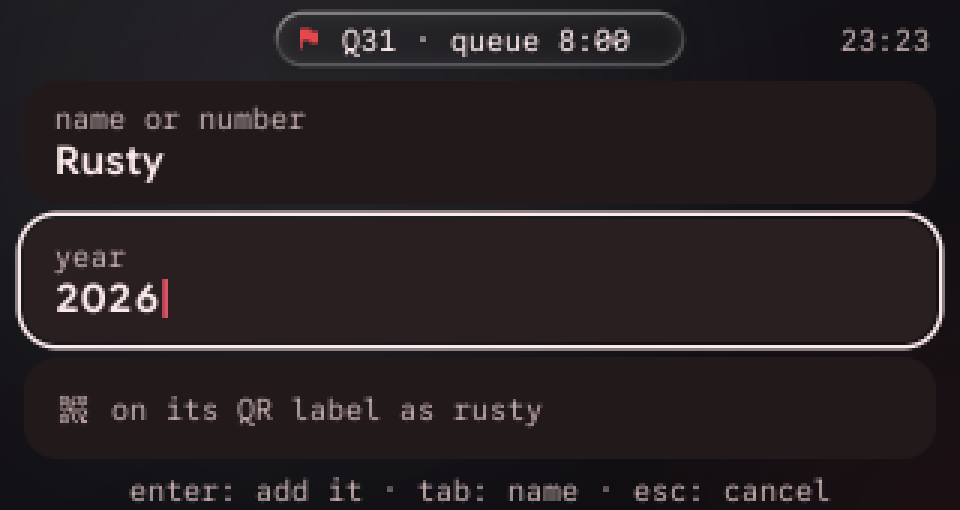 Q31 · queue 8:00
23:23
name or number
Rusty
year
2026
on its QR label as rusty
enter: add it · tab: name · esc: cancel